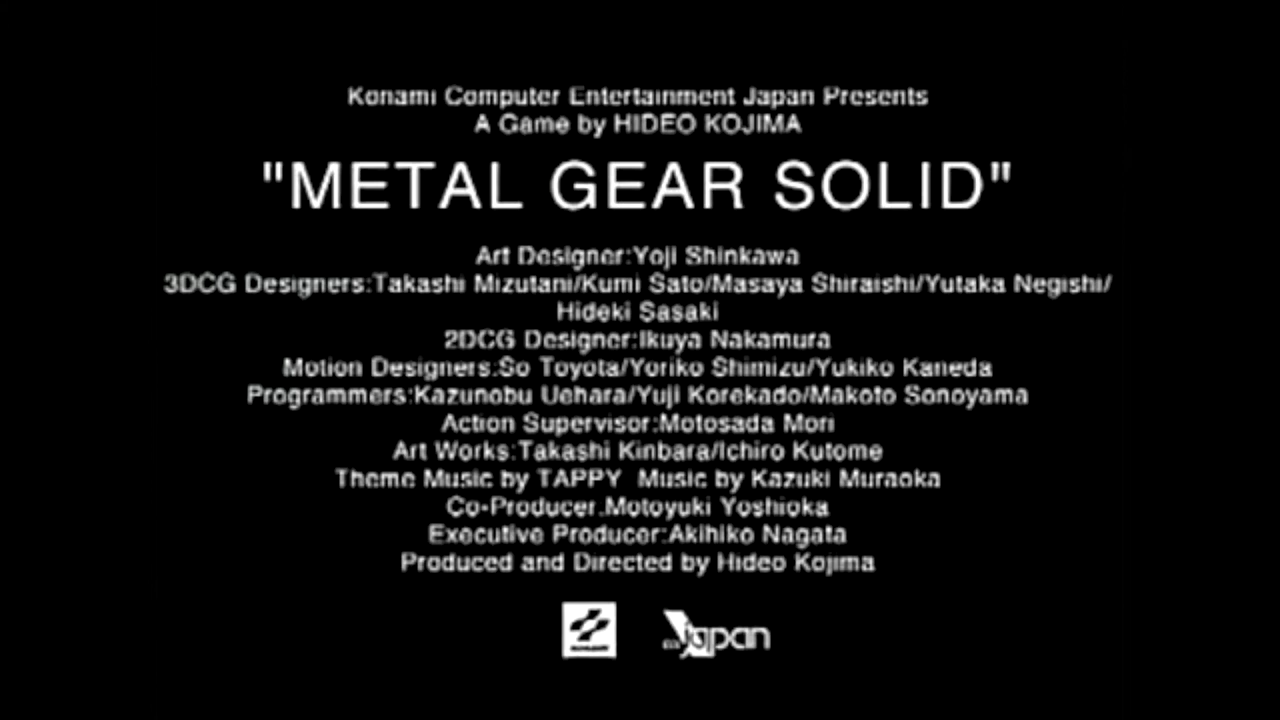 Konami Computer Entertainment Japan Presents
A Game by HIDEO KOJIMA
"METAL GEAR SOLID"
Art Designer:Yoji Shinkawa
3DCG Designers:Takashi Mizutani/Kumi Sato/Masaya Shiraishi/Yutaka Negishi/
Hideki Sasaki
2DCG Designer:Ikuya Nakamura
Motion Designers:So Toyota/Yoriko Shimizu/Yukiko Kaneda
Programmers:Kazunobu Uehara/Yuji Korekado/Makoto Sonoyama
Action Supervisor:Motosada Mori
Art Works:Takashi Kinbara/Ichiro Kutome
Theme Music by TAPPY  Music by Kazuki Muraoka
Co-Producer:Motoyuki Yoshioka
Executive Producer:Akihiko Nagata
Produced and Directed by Hideo Kojima
KONAMI
japan